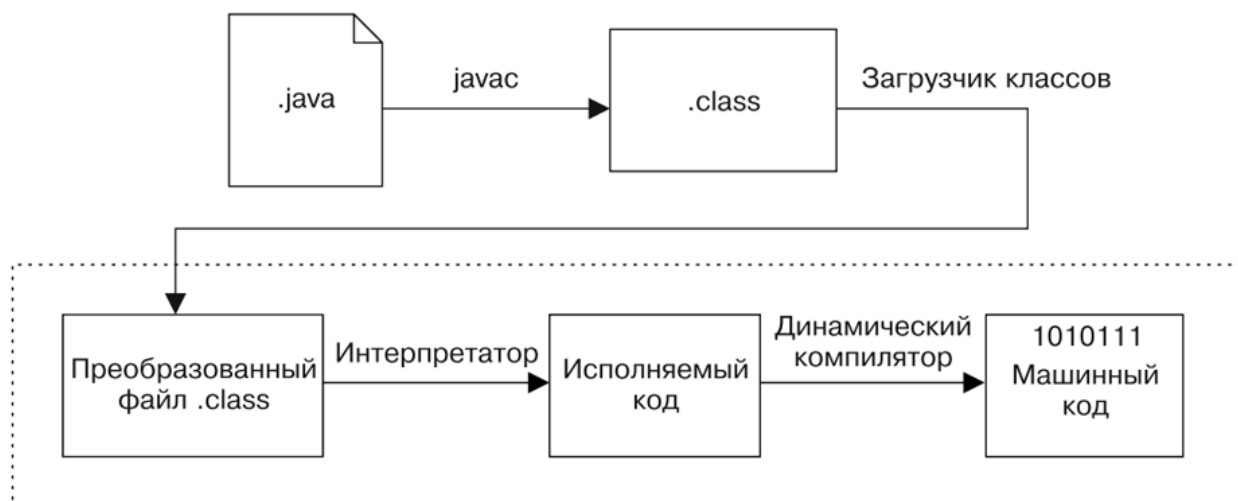 .java
javac
.class
Загрузчик классов
Преобразованный
файл .class
Интерпретатор
Исполняемый
код
Динамический
компилятор
1010111
Машинный
код